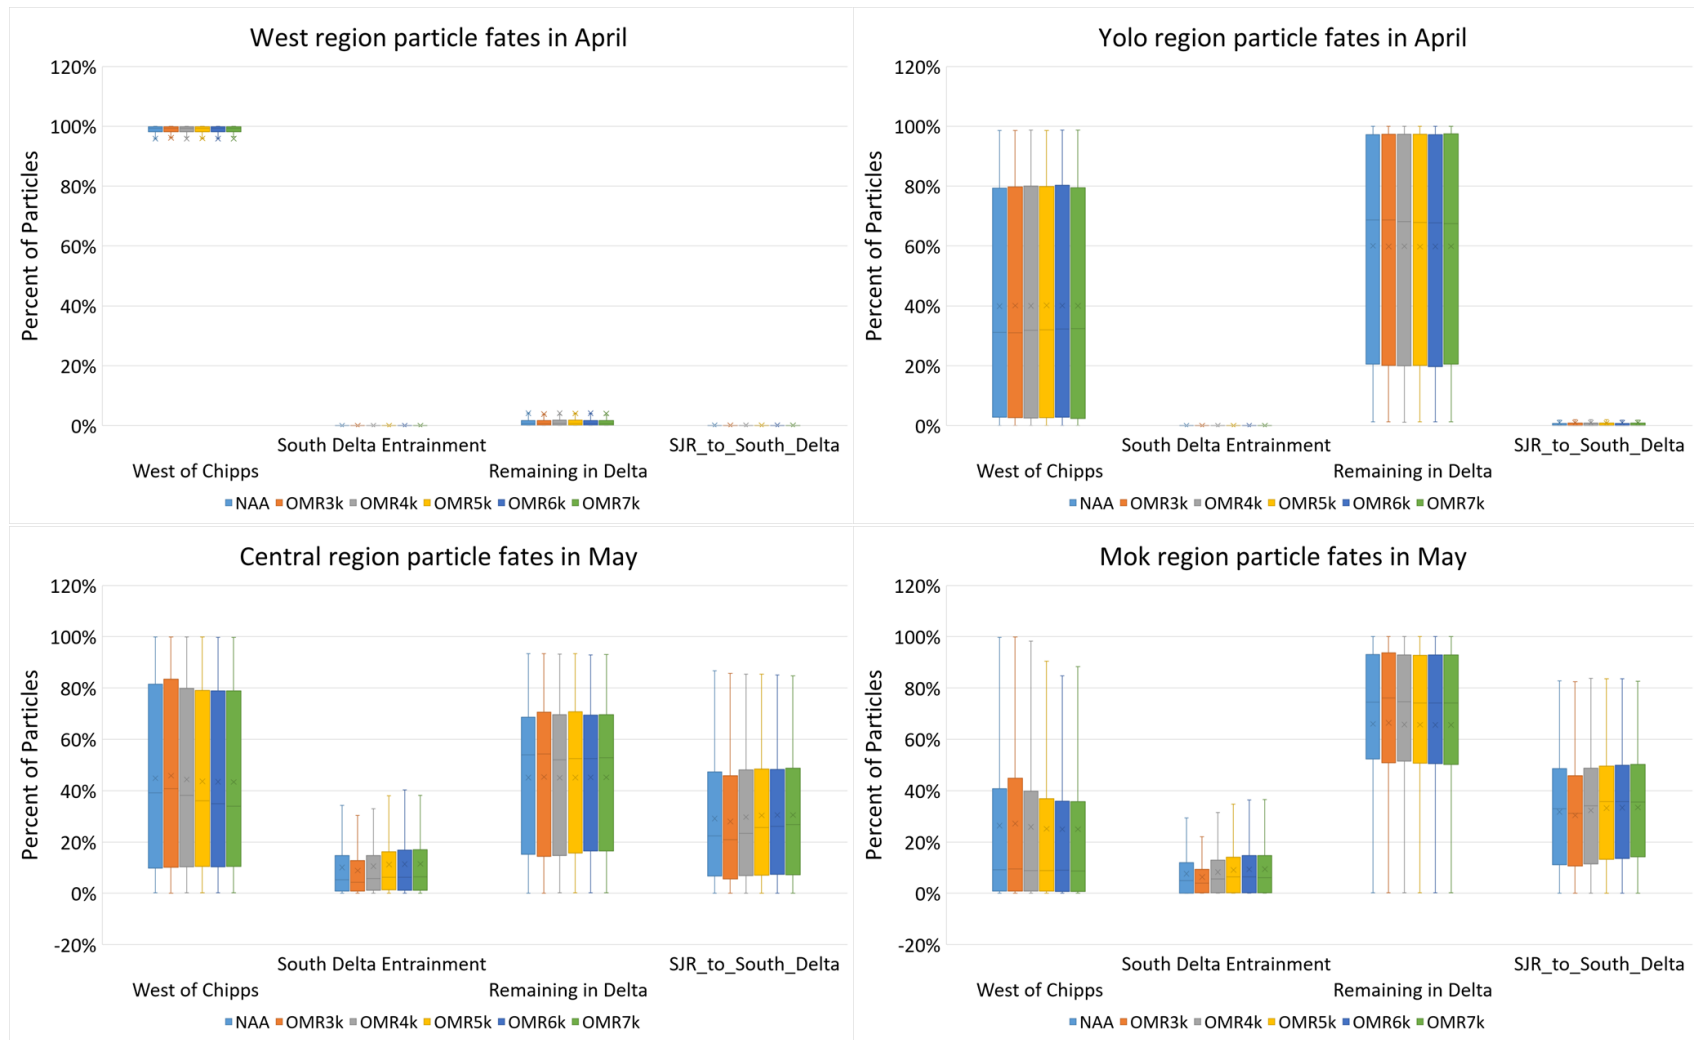 West region particle fates in April
Percent of Particles
120%
100%
80%
60%
40%
20%
0%
South Delta Entrainment SJR_to_South_Delta
West of Chipps Remaining in Delta
NAA OMR3k OMR4k OMR5k OMR6k OMR7k
Yolo region particle fates in April
Percent of Particles
120%
100%
80%
60%
40%
20%
0%
South Delta Entrainment SJR_to_South_Delta
West of Chipps Remaining in Delta
NAA OMR3k OMR4k OMR5k OMR6k OMR7k
Central region particle fates in May
Percent of Particles
120%
100%
80%
60%
40%
20%
0%
-20%
South Delta Entrainment SJR_to_South_Delta
West of Chipps Remaining in Delta
NAA OMR3k OMR4k OMR5k OMR6k OMR7k
Mok region particle fates in May
Percent of Particles
120%
100%
80%
60%
40%
20%
0%
-20%
South Delta Entrainment SJR_to_South_Delta
West of Chipps Remaining in Delta
NAA OMR3k OMR4k OMR5k OMR6k OMR7k